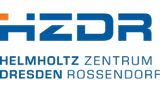 HZDR
HELMHOLTZ ZENTRUM
DRESDEN ROSSENDORF